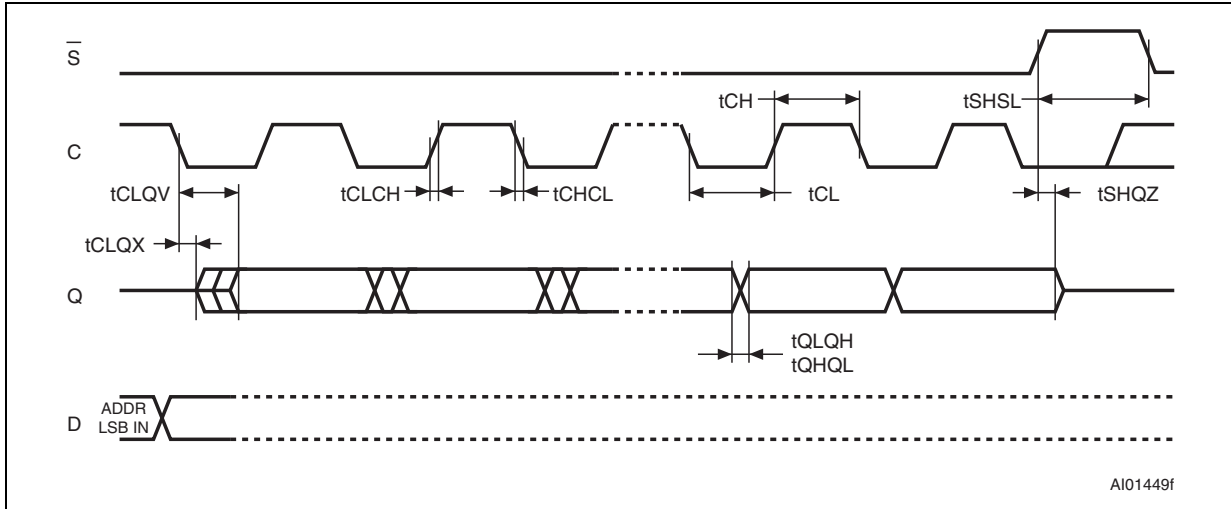 S
tCH
tSHSL
C
tCLQV
tCLCH
tCHCL
tCL
tSHQZ
tCLQX
Q
tQLQH
tQHQL
D
ADDR
LSB IN
AI01449f